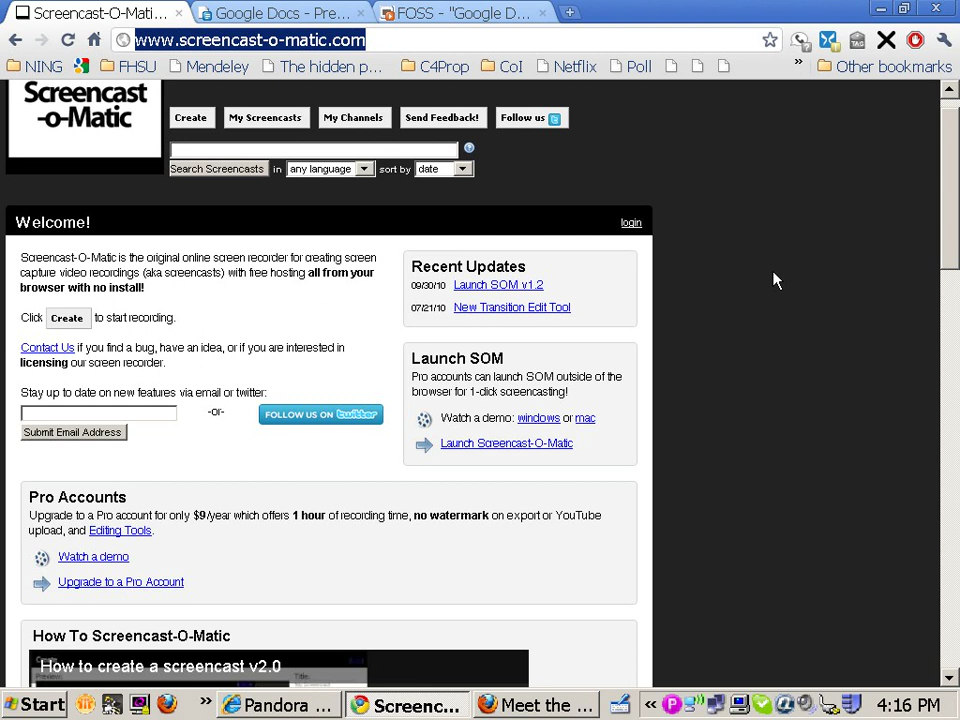 Screencast-O-Mati...
Google Docs - Pre...
FOSS - "Google D...
www.screencast-o-matic.com
NING
FHSU
Mendeley
The hidden p...
C4Prop
CoI
Netflix
Poll
»
Other bookmarks
Screencast
-o-Matic
Create
My Screencasts
My Channels
Send Feedback!
Follow us
Search Screencasts in any language sort by date
Welcome!
login
Screencast-O-Matic is the original online screen recorder for creating screen
capture video recordings (aka screencasts) with free hosting all from your
browser with no install!
Click Create to start recording.
Contact Us if you find a bug, have an idea, or if you are interested in
licensing our screen recorder.
Stay up to date on new features via email or twitter:
-or-
FOLLOW US ON twitter
Submit Email Address
Recent Updates
09/30/10 Launch SOM v1.2
07/21/10 New Transition Edit Tool
Launch SOM
Pro accounts can launch SOM outside of the
browser for 1-click screencasting!
Watch a demo: windows or mac
Launch Screencast-O-Matic
Pro Accounts
Upgrade to a Pro account for only $9/year which offers 1 hour of recording time, no watermark on export or YouTube
upload, and Editing Tools.
Watch a demo
Upgrade to a Pro Account
How To Screencast-O-Matic
How to create a screencast v2.0
Start
»
Pandora ...
Screenc...
Meet the ...
«
4:16 PM